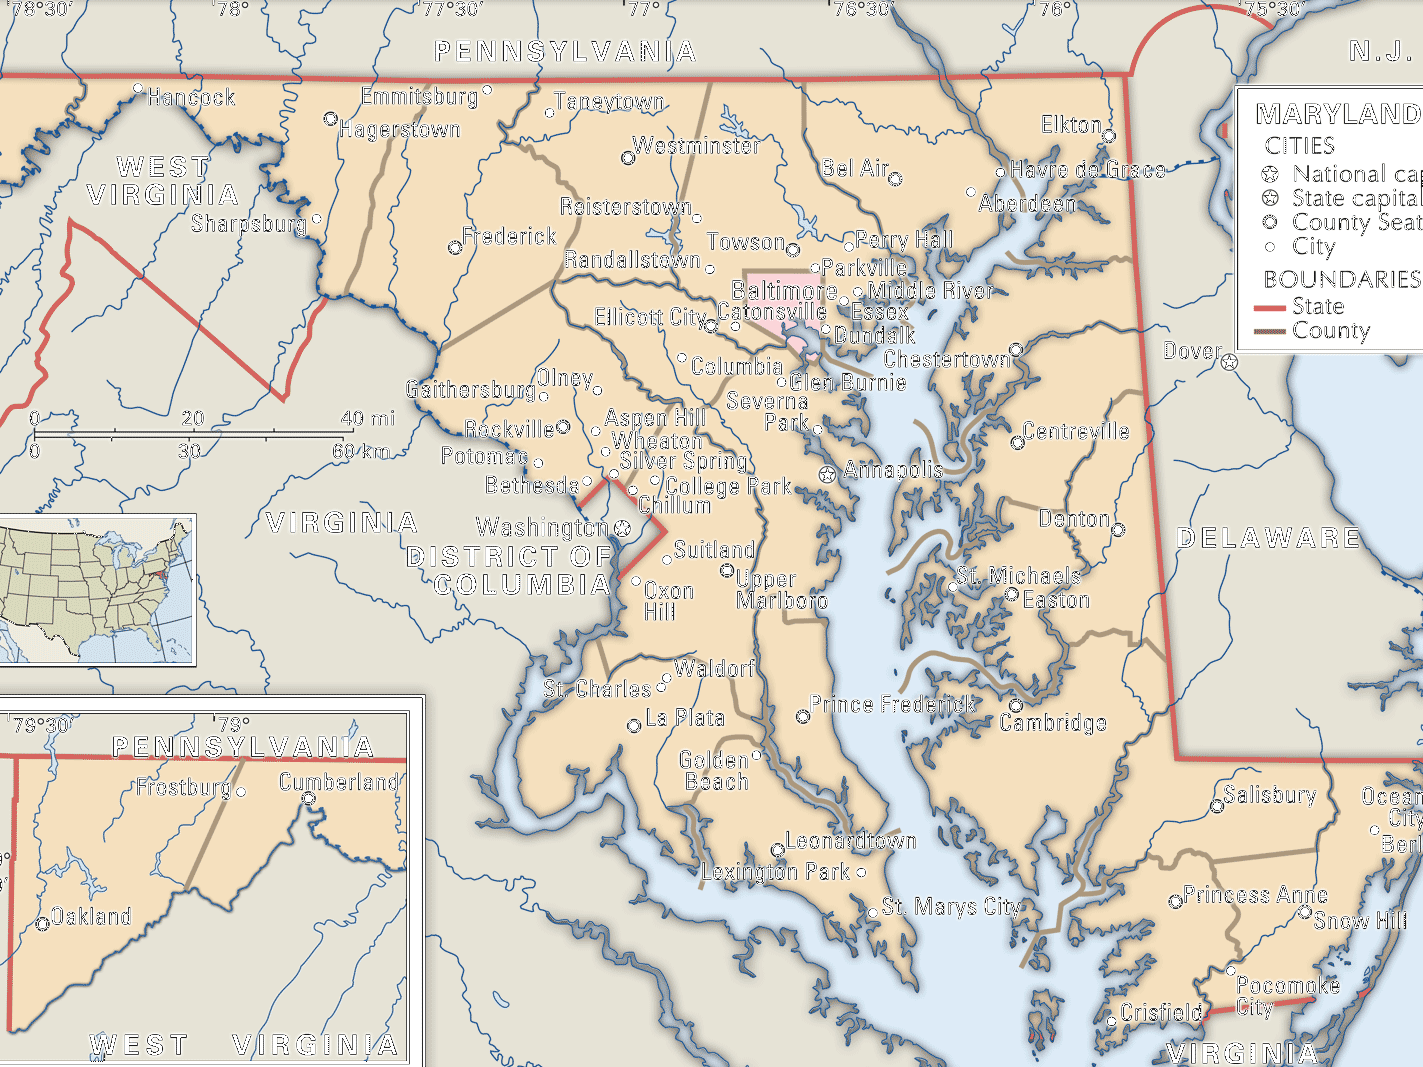 78°30'
78°
77°30'
77°
76°30'
76°
75°30'
PENNSYLVANIA
N.J.
Hancock
Emmitsburg
Taneytown
Hagerstown
Westminster
Elkton
WEST
VIRGINIA
Bel Air
Havre de Grace
Aberdeen
Sharpsburg
Reisterstown
Frederick
Towson
Perry Hall
Randallstown
Parkville
Baltimore
Middle River
Ellicott City
Catonsville
Essex
Dundalk
Chestertown
Dover
Columbia
Glen Burnie
Gaithersburg
Olney
Severna
Park
0 20 40 mi
0 30 60 km
Rockville
Aspen Hill
Wheaton
Centreville
Potomac
Silver Spring
Annapolis
Bethesda
College Park
Chillum
VIRGINIA
Washington
DISTRICT OF
COLUMBIA
Denton
DELAWARE
Suitland
Upper
Marlboro
Oxon
Hill
St. Michaels
Easton
Waldorf
St. Charles
La Plata
Prince Frederick
Cambridge
Golden
Beach
Salisbury
Ocean
City
Berl
Leonardtown
Lexington Park
St. Marys City
Princess Anne
Snow Hill
Pocomoke
City
Crisfield
VIRGINIA
MARYLAND
CITIES
National cap
State capital
County Seat
City
BOUNDARIES
State
County
79°30'
79°
PENNSYLVANIA
Frostburg
Cumberland
Oakland
WEST VIRGINIA